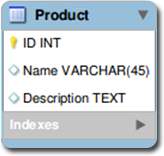 Product
ID INT
Name VARCHAR(45)
Description TEXT
Indexes